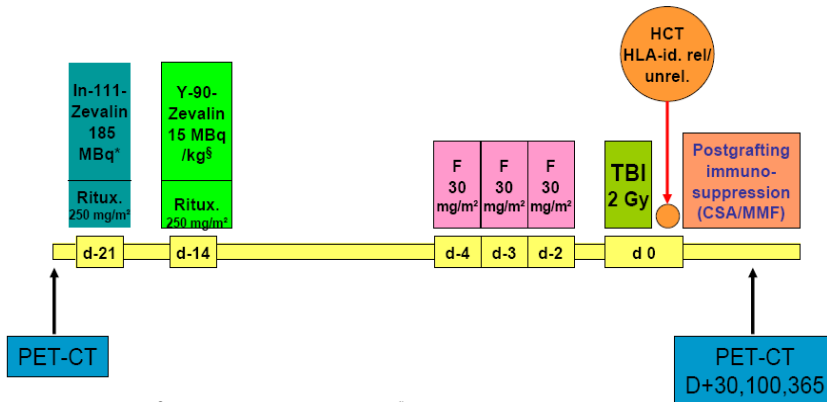 HCT
HLA-id. rel/
unrel.
In-111-
Zevalin
185
MBq*
Ritux.
250 mg/m²
Y-90-
Zevalin
15 MBq
/kg§
Ritux.
250 mg/m²
F
30
mg/m²
F
30
mg/m²
F
30
mg/m²
TBI
2 Gy
Postgrafting
immuno-
suppression
(CSA/MMF)
d-21
d-14
d-4
d-3
d-2
d 0
PET-CT
PET-CT
D+30,100,365